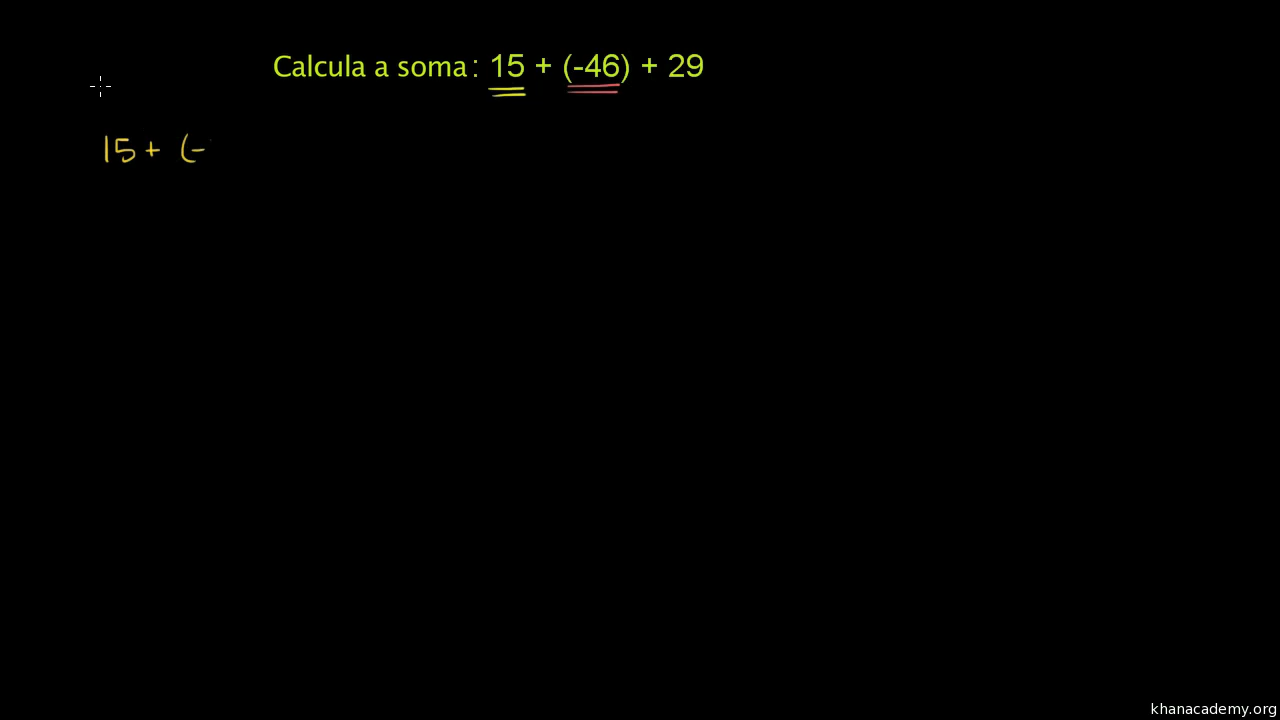 Calcula a soma: 15 + (-46) + 29
15 + (-
khanacademy.org